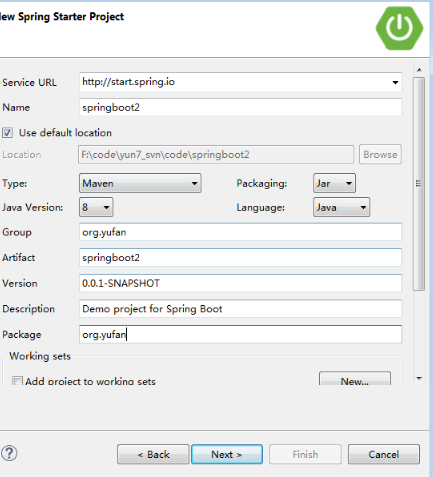 New Spring Starter Project
Service URL http://start.spring.io
Name springboot2
Use default location
Location F:\code\yun7_svn\code\springboot2 Browse
Type: Maven Packaging: Jar
Java Version: 8 Language: Java
Group org.yufan
Artifact springboot2
Version 0.0.1-SNAPSHOT
Description Demo project for Spring Boot
Package org.yufan
Working sets
Add project to working sets New...
? < Back Next > Finish Cancel